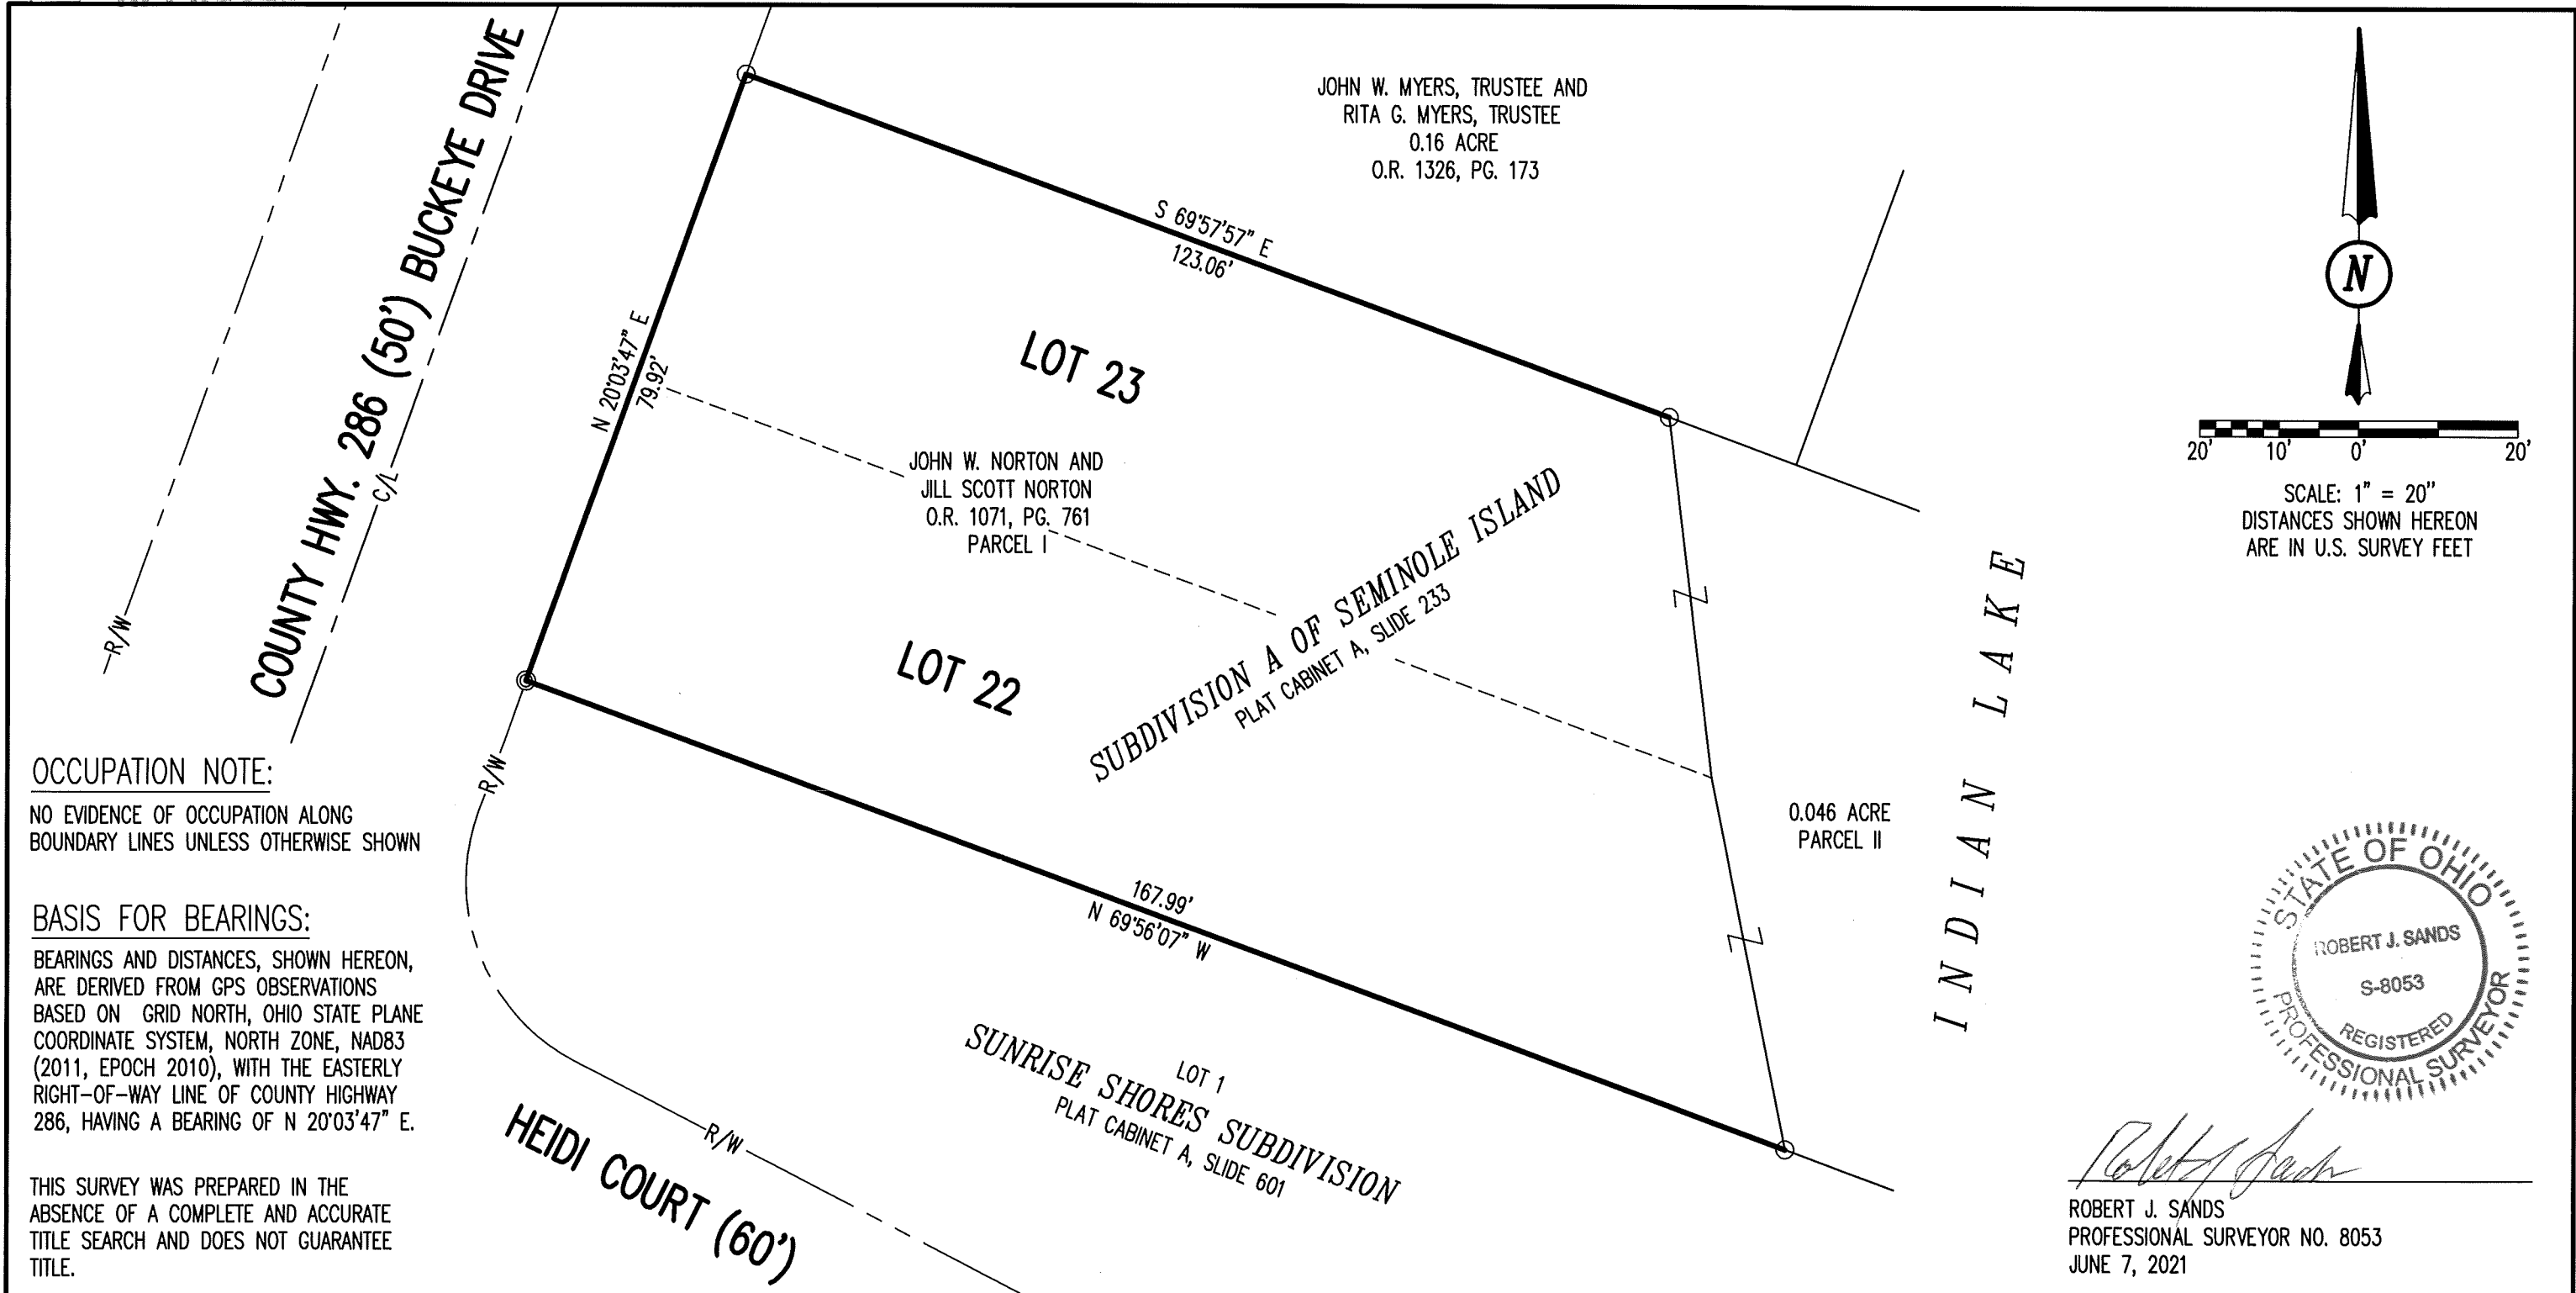 COUNTY HWY. 286 (50') BUCKEYE DRIVE
C/L
R/W
JOHN W. MYERS, TRUSTEE AND
RITA G. MYERS, TRUSTEE
0.16 ACRE
O.R. 1326, PG. 173
S 69°57'57" E
123.06'
N 20°03'47" E
79.92'
LOT 23
JOHN W. NORTON AND
JILL SCOTT NORTON
O.R. 1071, PG. 761
PARCEL I
SUBDIVISION A OF SEMINOLE ISLAND
PLAT CABINET A, SLIDE 233
LOT 22
INDIAN LAKE
0.046 ACRE
PARCEL II
167.99'
N 69°56'07" W
R/W
LOT 1
SUNRISE SHORES SUBDIVISION
PLAT CABINET A, SLIDE 601
R/W
HEIDI COURT (60')
N
20' 10' 0' 20'
SCALE: 1" = 20"
DISTANCES SHOWN HEREON
ARE IN U.S. SURVEY FEET
OCCUPATION NOTE:
NO EVIDENCE OF OCCUPATION ALONG
BOUNDARY LINES UNLESS OTHERWISE SHOWN
BASIS FOR BEARINGS:
BEARINGS AND DISTANCES, SHOWN HEREON,
ARE DERIVED FROM GPS OBSERVATIONS
BASED ON GRID NORTH, OHIO STATE PLANE
COORDINATE SYSTEM, NORTH ZONE, NAD83
(2011, EPOCH 2010), WITH THE EASTERLY
RIGHT-OF-WAY LINE OF COUNTY HIGHWAY
286, HAVING A BEARING OF N 20°03'47" E.
THIS SURVEY WAS PREPARED IN THE
ABSENCE OF A COMPLETE AND ACCURATE
TITLE SEARCH AND DOES NOT GUARANTEE
TITLE.
STATE OF OHIO
ROBERT J. SANDS
S-8053
REGISTERED
PROFESSIONAL SURVEYOR
ROBERT J. SANDS
PROFESSIONAL SURVEYOR NO. 8053
JUNE 7, 2021